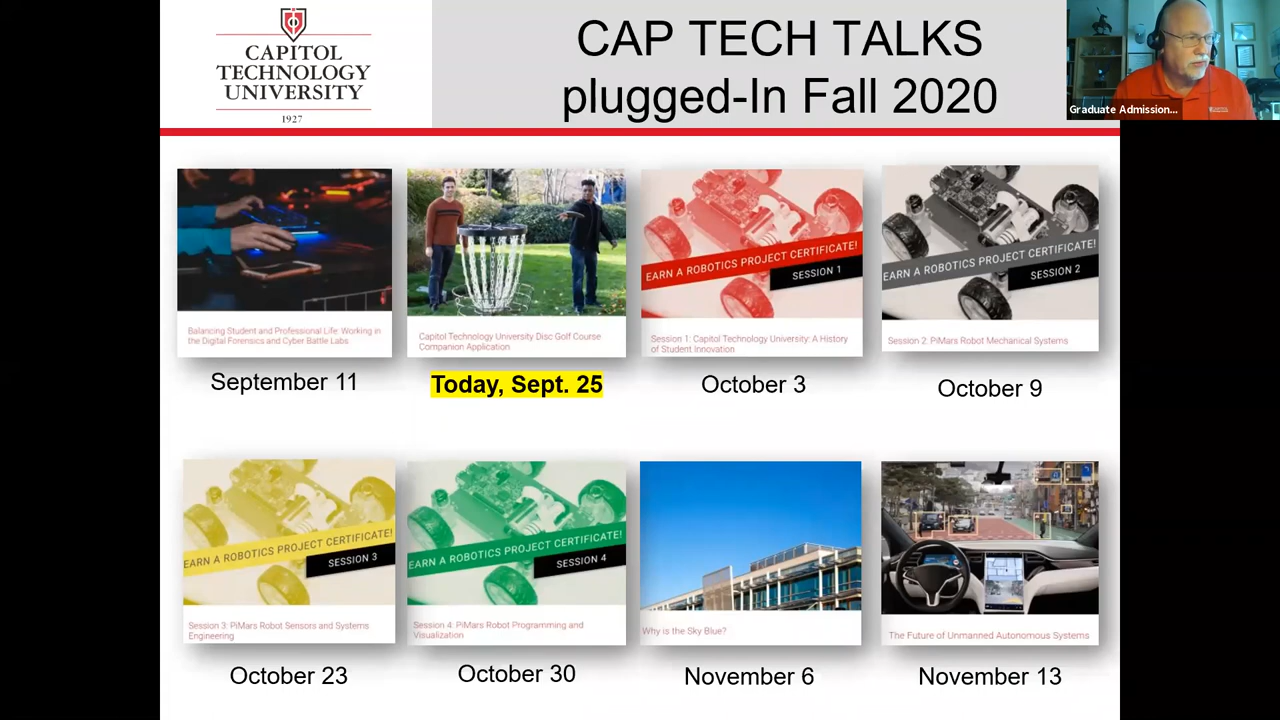 CAPITOL
TECHNOLOGY
UNIVERSITY
1927
CAP TECH TALKS
plugged-In Fall 2020
Graduate Admission...
Balancing Student and Professional Life: Working in
the Digital Forensics and Cyber Battle Labs
September 11
Capitol Technology University Disc Golf Course
Companion Application
Today, Sept. 25
EARN A ROBOTICS PROJECT CERTIFICATE!
SESSION 1
Session 1: Capitol Technology University: A History
of Student Innovation
October 3
EARN A ROBOTICS PROJECT CERTIFICATE!
SESSION 2
Session 2: PiMars Robot Mechanical Systems
October 9
EARN A ROBOTICS PROJECT CERTIFICATE!
SESSION 3
Session 3: PiMars Robot Sensors and Systems
Engineering
October 23
EARN A ROBOTICS PROJECT CERTIFICATE!
SESSION 4
Session 4: PiMars Robot Programming and
Visualization
October 30
Why is the Sky Blue?
November 6
The Future of Unmanned Autonomous Systems
November 13